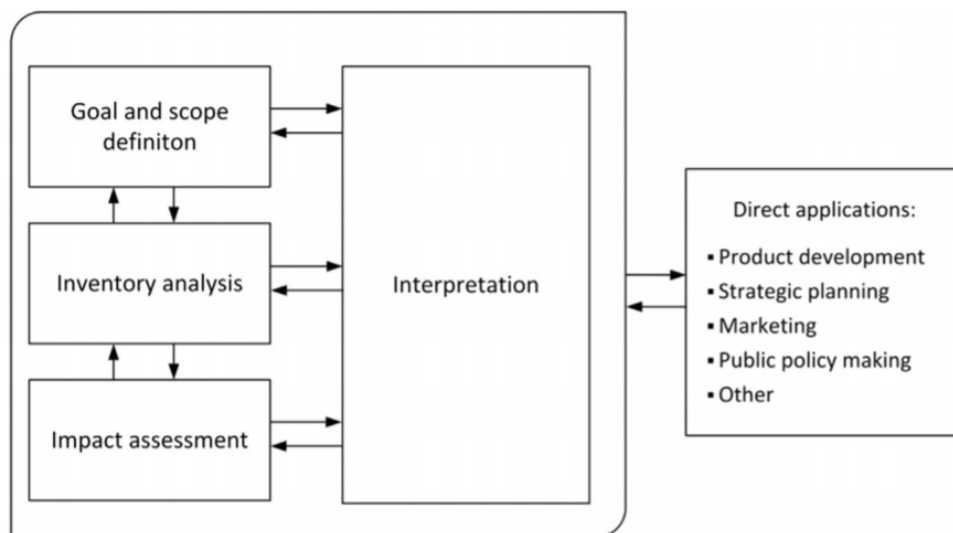 Goal and scope
definiton
Inventory analysis
Impact assessment
Interpretation
Direct applications:
▪ Product development
▪ Strategic planning
▪ Marketing
▪ Public policy making
▪ Other